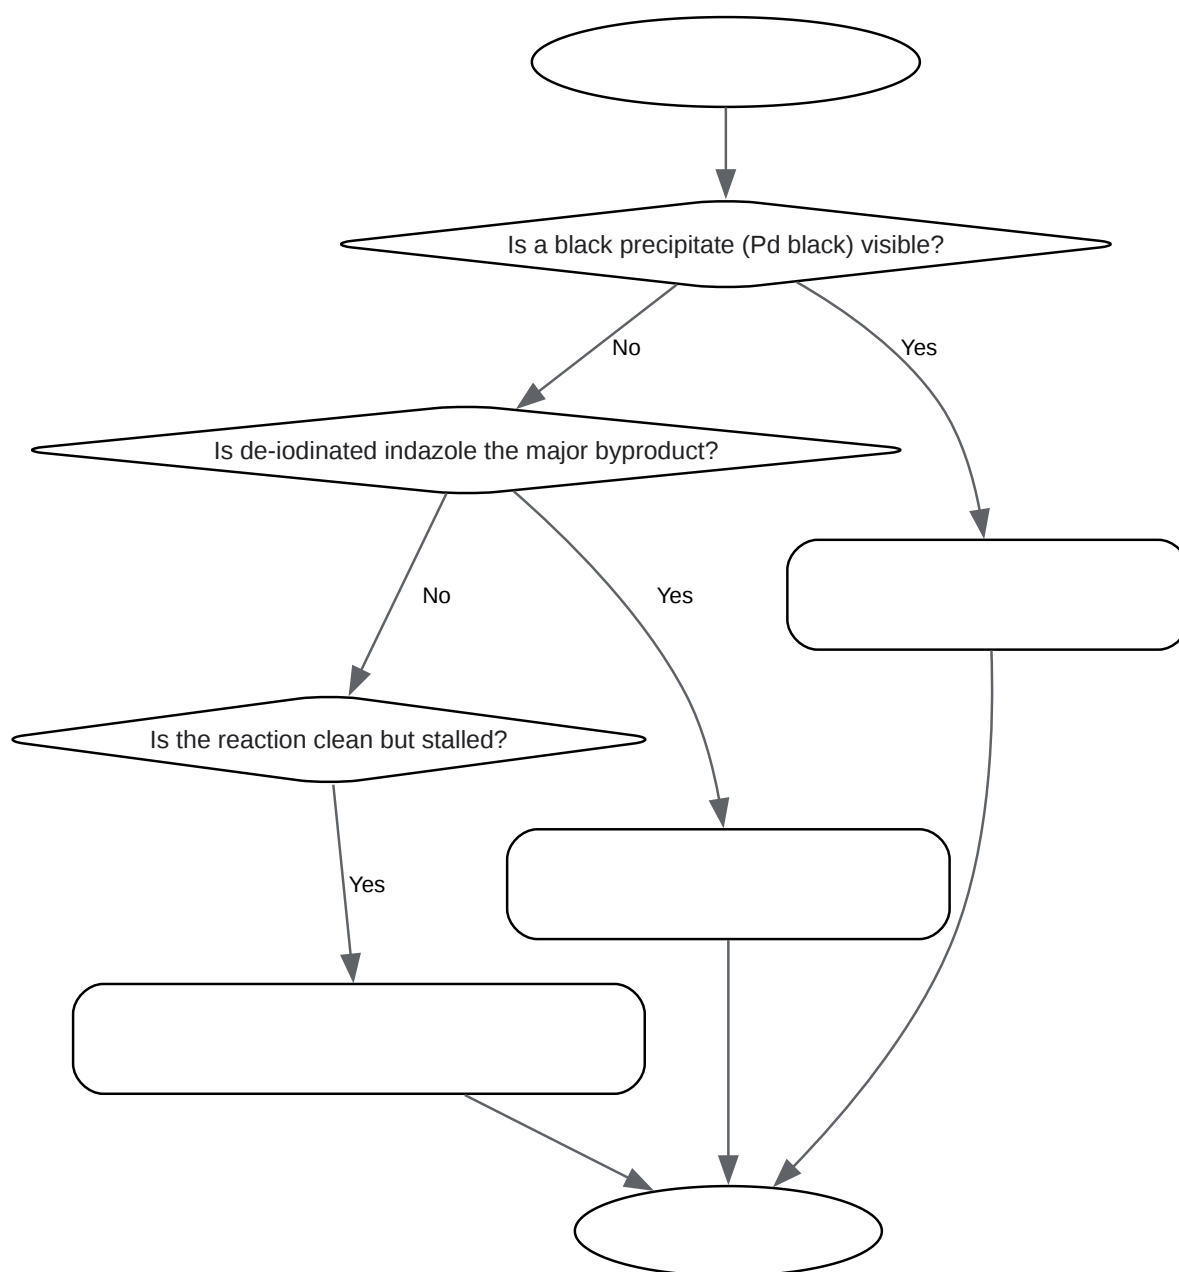 Is a black precipitate (Pd black) visible?
No
Yes
Is de-iodinated indazole the major byproduct?
No
Yes
Is the reaction clean but stalled?
Yes